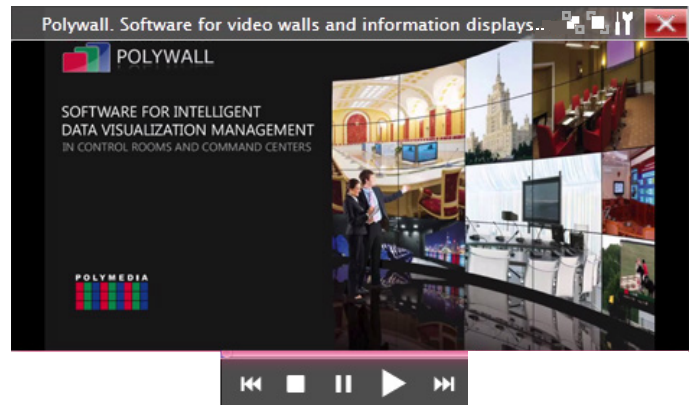 Polywall. Software for video walls and information displays..
POLYWALL
SOFTWARE FOR INTELLIGENT
DATA VISUALIZATION MANAGEMENT
IN CONTROL ROOMS AND COMMAND CENTERS
POLYMEDIA